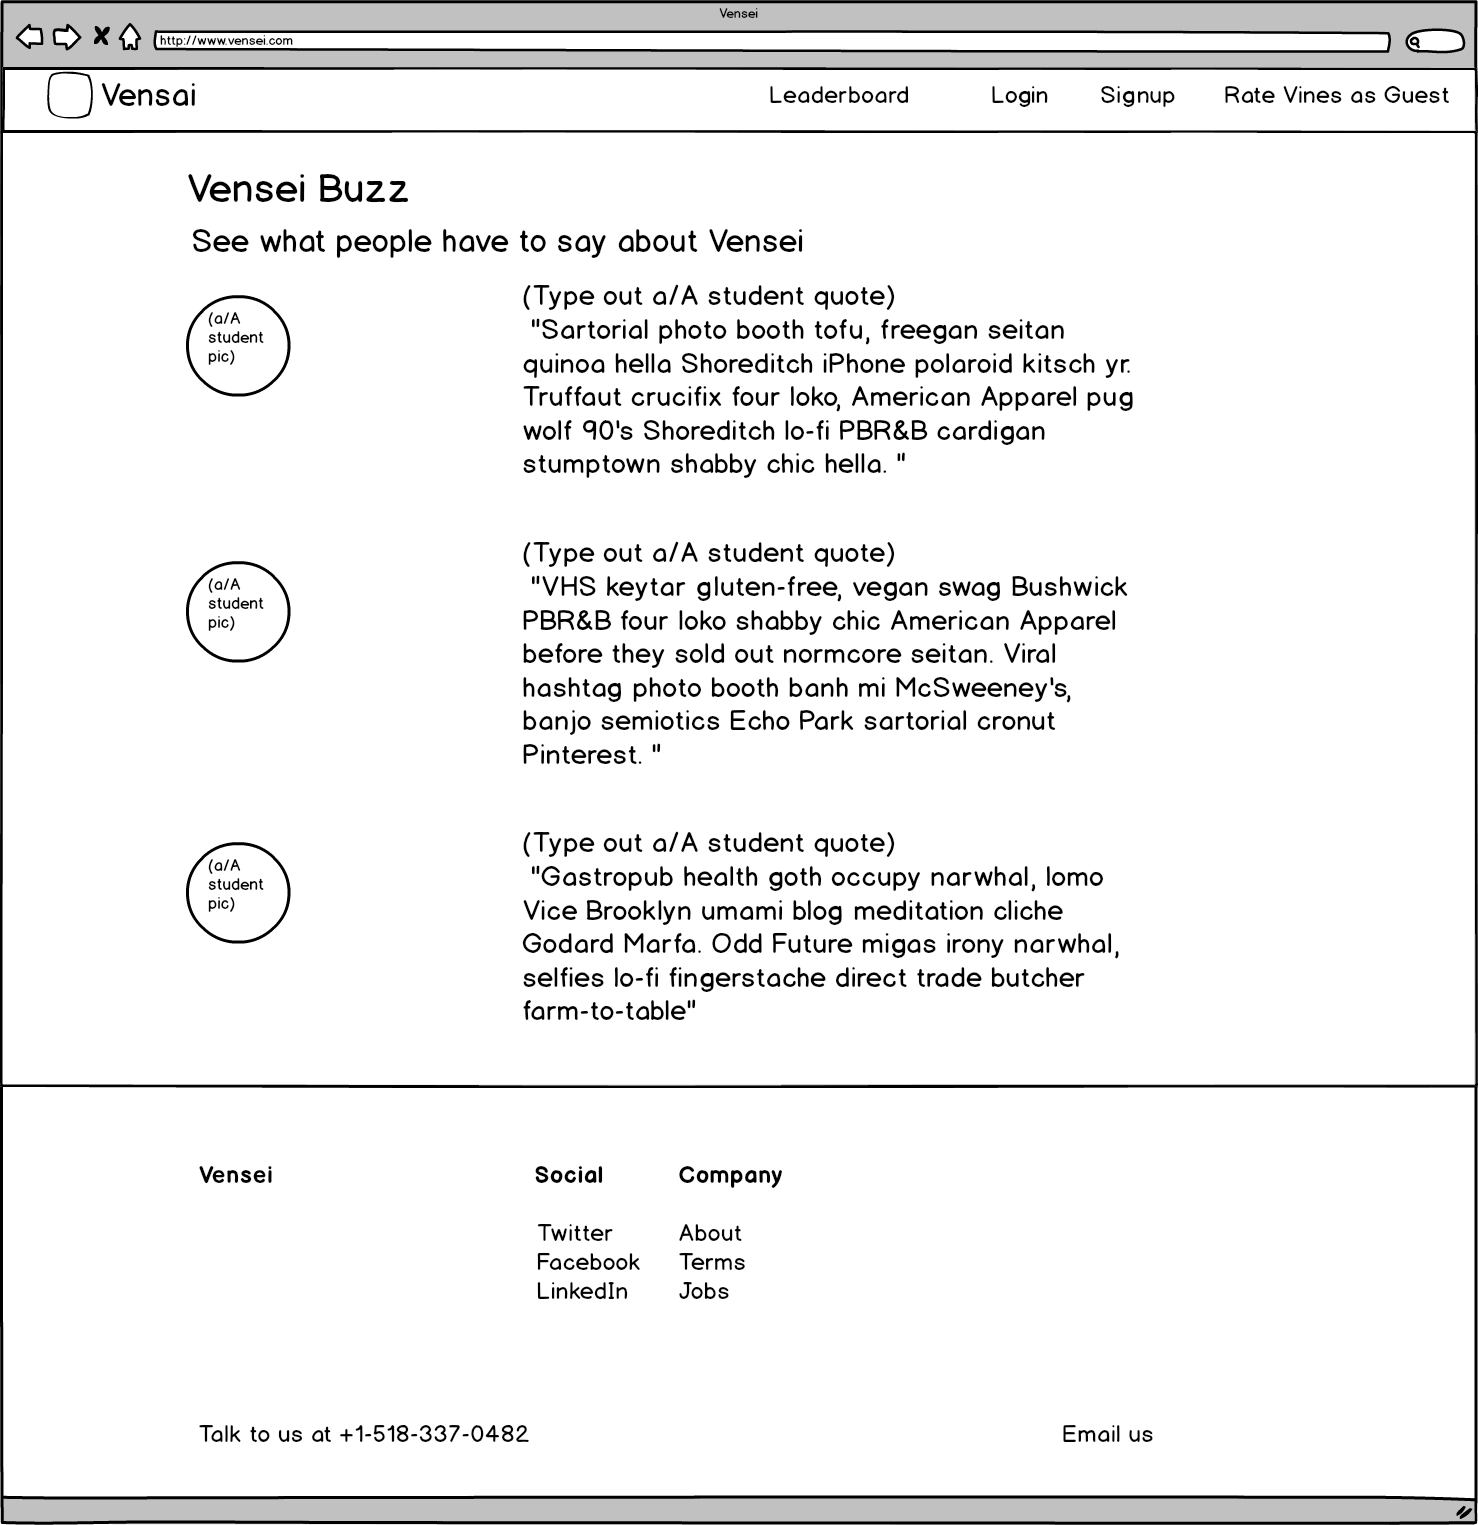 Vensei
http://www.vensei.com
Vensai
Leaderboard Login Signup Rate Vines as Guest
Vensei Buzz
See what people have to say about Vensei
(a/A
student
pic)
(Type out a/A student quote)
"Sartorial photo booth tofu, freegan seitan
quinoa hella Shoreditch iPhone polaroid kitsch yr.
Truffaut crucifix four loko, American Apparel pug
wolf 90's Shoreditch lo-fi PBR&B cardigan
stumptown shabby chic hella. "
(a/A
student
pic)
(Type out a/A student quote)
"VHS keytar gluten-free, vegan swag Bushwick
PBR&B four loko shabby chic American Apparel
before they sold out normcore seitan. Viral
hashtag photo booth banh mi McSweeney's,
banjo semiotics Echo Park sartorial cronut
Pinterest. "
(a/A
student
pic)
(Type out a/A student quote)
"Gastropub health goth occupy narwhal, lomo
Vice Brooklyn umami blog meditation cliche
Godard Marfa. Odd Future migas irony narwhal,
selfies lo-fi fingerstache direct trade butcher
farm-to-table"
Vensei
Social
Twitter
Facebook
LinkedIn
Company
About
Terms
Jobs
Talk to us at +1-518-337-0482
Email us